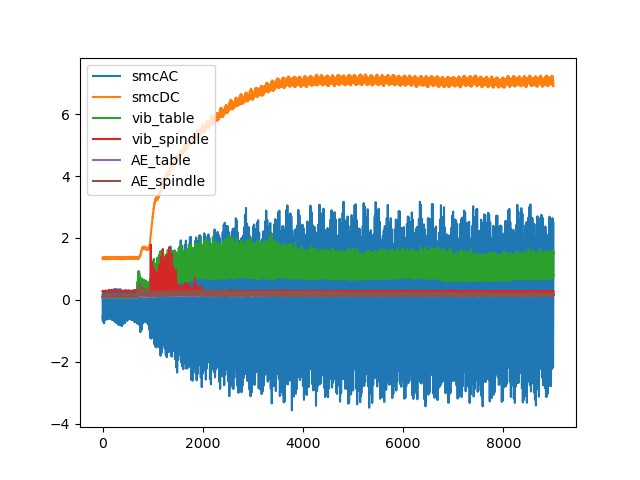 smcAC
smcDC
vib_table
vib_spindle
AE_table
AE_spindle
6
4
2
0
−2
−4
0
2000
4000
6000
8000